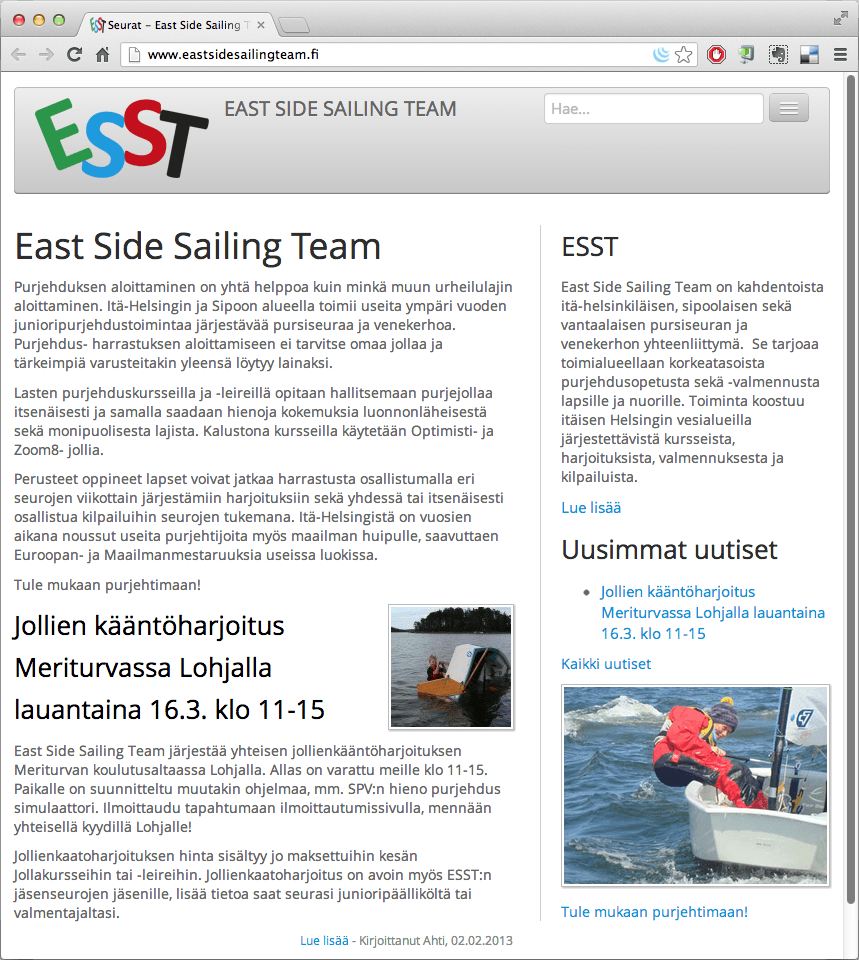 Seurat – East Side Sailing T
www.eastsidesailingteam.fi
ESST
EAST SIDE SAILING TEAM
Hae...
East Side Sailing Team
Purjehduksen aloittaminen on yhtä helppoa kuin minkä muun urheilulajin
aloittaminen. Itä-Helsingin ja Sipoon alueella toimii useita ympäri vuoden
junioripurjehdustoimintaa järjestävää pursiseuraa ja venekerhoa.
Purjehdus- harrastuksen aloittamiseen ei tarvitse omaa jollaa ja
tärkeimpiä varusteitakin yleensä löytyy lainaksi.
Lasten purjehduskursseilla ja -leireillä opitaan hallitsemaan purjejollaa
itsenäisesti ja samalla saadaan hienoja kokemuksia luonnonläheisestä
sekä monipuolisesta lajista. Kalustona kursseilla käytetään Optimisti- ja
Zoom8- jollia.
Perusteet oppineet lapset voivat jatkaa harrastusta osallistumalla eri
seurojen viikottain järjestämiin harjoituksiin sekä yhdessä tai itsenäisesti
osallistua kilpailuihin seurojen tukemana. Itä-Helsingistä on vuosien
aikana noussut useita purjehtijoita myös maailman huipulle, saavuttaen
Euroopan- ja Maailmanmestaruuksia useissa luokissa.
Tule mukaan purjehtimaan!
Jollien kääntöharjoitus
Meriturvassa Lohjalla
lauantaina 16.3. klo 11-15
East Side Sailing Team järjestää yhteisen jollienkääntöharjoituksen
Meriturvan koulutusaltaassa Lohjalla. Allas on varattu meille klo 11-15.
Paikalle on suunnitteltu muutakin ohjelmaa, mm. SPV:n hieno purjehdus
simulaattori. Ilmoittaudu tapahtumaan ilmoittautumissivulla, mennään
yhteisellä kyydillä Lohjalle!
Jollienkaatoharjoituksen hinta sisältyy jo maksettuihin kesän
Jollakursseihin tai -leireihin. Jollienkaatoharjoitus on avoin myös ESST:n
jäsenseurojen jäsenille, lisää tietoa saat seurasi junioripäälliköltä tai
valmentajaltasi.
Lue lisää - Kirjoittanut Ahti, 02.02.2013
ESST
East Side Sailing Team on kahdentoista
itä-helsinkiläisen, sipoolaisen sekä
vantaalaisen pursiseuran ja
venekerhon yhteenliittymä. Se tarjoaa
toimialueellaan korkeatasoista
purjehdusopetusta sekä -valmennusta
lapsille ja nuorille. Toiminta koostuu
itäisen Helsingin vesialueilla
järjestettävistä kursseista,
harjoituksista, valmennuksesta ja
kilpailuista.
Lue lisää
Uusimmat uutiset
Jollien kääntöharjoitus
Meriturvassa Lohjalla lauantaina
16.3. klo 11-15
Kaikki uutiset
Tule mukaan purjehtimaan!